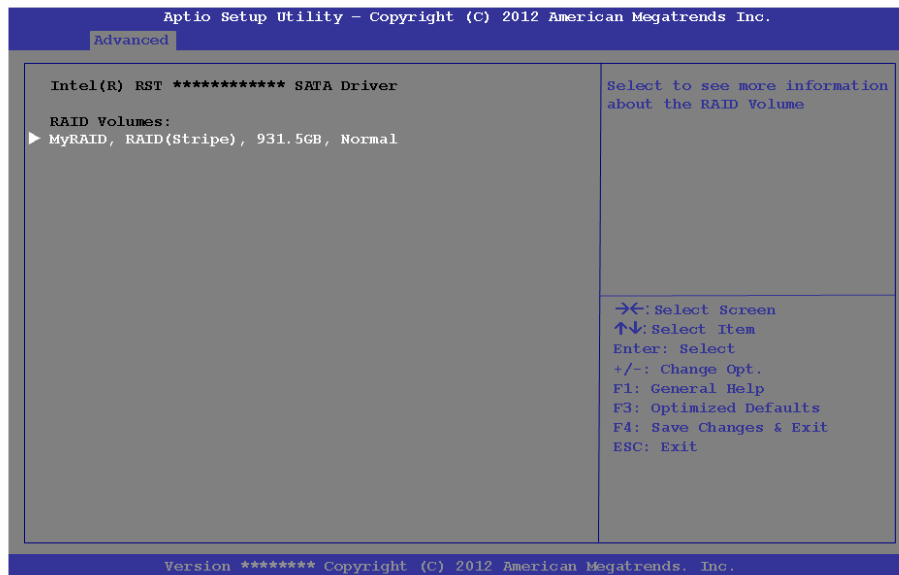 Aptio Setup Utility – Copyright (C) 2012 American Megatrends Inc.
Advanced
Intel(R) RST ************ SATA Driver
RAID Volumes:
► MyRAID, RAID(Stripe), 931.5GB, Normal
Select to see more information
about the RAID Volume
→←: Select Screen
↑↓: Select Item
Enter: Select
+/-: Change Opt.
F1: General Help
F3: Optimized Defaults
F4: Save Changes & Exit
ESC: Exit
Version ******** Copyright (C) 2012 American Megatrends. Inc.